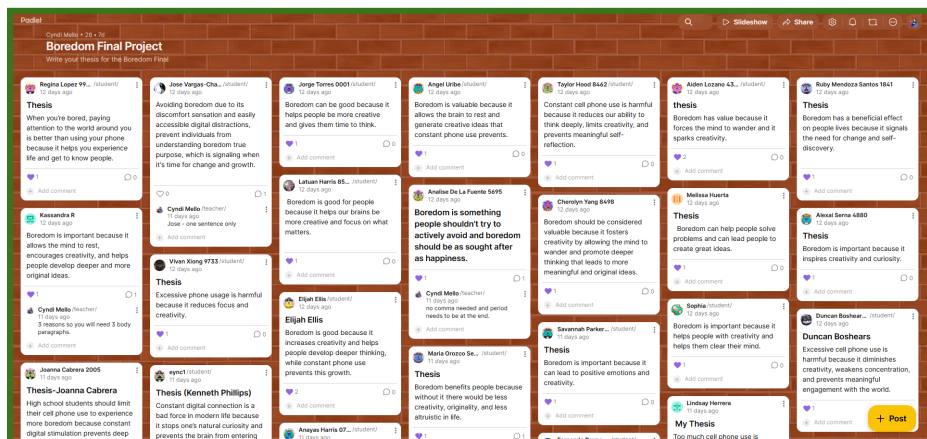 Padlet
Slideshow
Share
Cyndi Mello • 26 • 7d
Boredom Final Project
Write your thesis for the Boredom Final
Regina Lopez 99... /student/
12 days ago
Thesis
When you're bored, paying
attention to the world around you
is better than using your phone
because it helps you experience
life and get to know people.
1
0
Add comment
Kassandra R
12 days ago
Boredom is important because it
allows the mind to rest,
encourages creativity, and helps
people develop deeper and more
original ideas.
1
1
Cyndi Mello /teacher/
11 days ago
3 reasons so you will need 3 body
paragraphs.
Add comment
Joanna Cabrera 2005
11 days ago
Thesis-Joanna Cabrera
High school students should limit
their cell phone use to experience
more boredom because constant
digital stimulation prevents deep
Jose Vargas-Cha... /student/
12 days ago
Avoiding boredom due to its
discomfort sensation and easily
accessible digital distractions,
prevent individuals from
understanding boredom true
purpose, which is signaling when
it's time for change and growth.
0
1
Cyndi Mello /teacher/
11 days ago
Jose - one sentence only
Add comment
Vivan Xiong 9733 /student/
12 days ago
Thesis
Excessive phone usage is harmful
because it reduces focus and
creativity.
1
0
Add comment
eync1 /student/
11 days ago
Thesis (Kenneth Phillips)
Constant digital connection is a
bad force in modern life because
it stops one's natural curiosity and
prevents the brain from entering
Jorge Torres 0001 /student/
12 days ago
Boredom can be good because it
helps people be more creative
and gives them time to think.
1
0
Add comment
Latuan Harris 85... /student/
12 days ago
Boredom is good for people
because it helps our brains be
more creative and focus on what
matters.
1
0
Add comment
Elijah Ellis /student/
12 days ago
Elijah Ellis
Boredom is good because it
increases creativity and helps
people develop deeper thinking,
while constant phone use
prevents this growth.
2
0
Add comment
Anayas Harris 07... /student/
11 days ago
Angel Uribe /student/
12 days ago
Boredom is valuable because it
allows the brain to rest and
generate creative ideas that
constant phone use prevents.
1
0
Add comment
Analise De La Fuente 5695
12 days ago
Boredom is something
people shouldn't try to
actively avoid and boredom
should be as sought after
as happiness.
1
1
Cyndi Mello /teacher/
11 days ago
no comma needed and period
needs to be at the end.
Add comment
Maria Orozco Se... /student/
11 days ago
Thesis
Boredom benefits people because
without it there would be less
creativity, originality, and less
altruistic in life.
1
0
Taylor Hood 8462 /student/
12 days ago
Constant cell phone use is harmful
because it reduces our ability to
think deeply, limits creativity, and
prevents meaningful self-
reflection.
1
0
Add comment
Cherolyn Yang 8498
12 days ago
Boredom should be considered
valuable because it fosters
creativity by allowing the mind to
wander and promote deeper
thinking that leads to more
meaningful and original ideas.
1
0
Add comment
Savannah Parker... /student/
11 days ago
Thesis
Boredom is important because it
can lead to positive emotions and
creativity.
1
0
Add comment
Aiden Lozano 43... /student/
12 days ago
thesis
Boredom has value because it
forces the mind to wander and it
sparks creativity.
2
0
Add comment
Melissa Huerta
12 days ago
Thesis
Boredom can help people solve
problems and can lead people to
create great ideas.
1
0
Add comment
Sophia /student/
12 days ago
Boredom is important because it
helps people with creativity and
helps them clear their mind.
1
0
Add comment
Lindsay Herrera
11 days ago
My Thesis
Too much cell phone use is
Ruby Mendoza Santos 1841
12 days ago
Thesis
Boredom has a beneficial effect
on people lives because it signals
the need for change and self-
discovery.
1
0
Add comment
Alexai Serna 4880
12 days ago
Thesis
Boredom is important because it
inspires creativity and curiosity.
1
0
Add comment
Duncan Boshear... /student/
11 days ago
Duncan Boshears
Excessive cell phone use is
harmful because it diminishes
creativity, weakens concentration,
and prevents meaningful
engagement with the world.
1
Add comment
+ Post